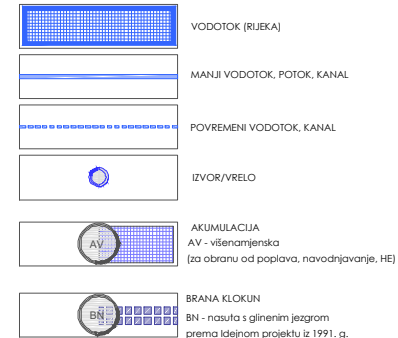 VODOTOK (RIJEKA)
MANJI VODOTOK, POTOK, KANAL
POVREMENI VODOTOK, KANAL
IZVOR/VRELO
AKUMULACIJA
AV
AV - višenamjenska
(za obranu od poplava, navodnjavanje, HE)
BRANA KLOKUN
BN
BN - nasuta s glinenim jezgrom
prema Idejnom projektu iz 1991. g.